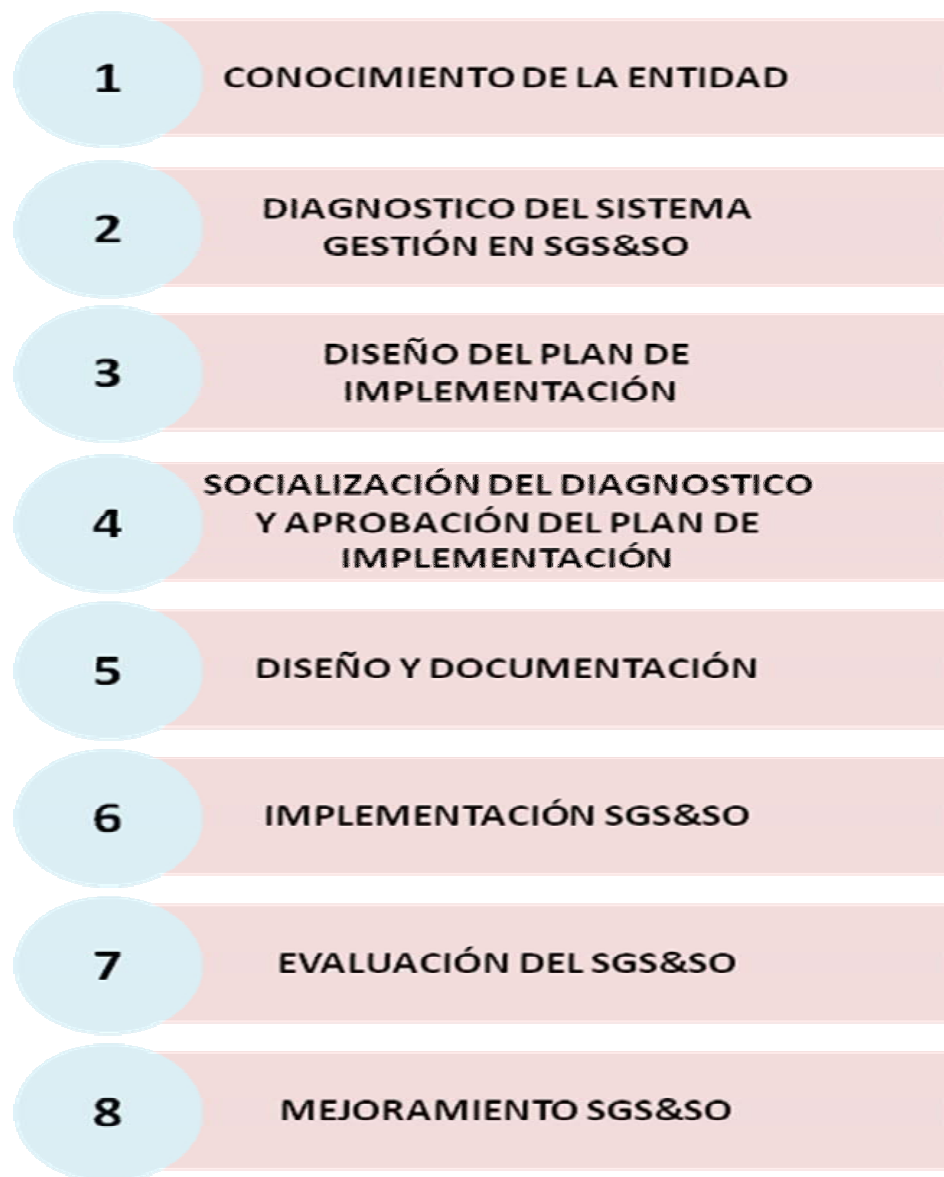 1
CONOCIMIENTO DE LA ENTIDAD
2
DIAGNOSTICO DEL SISTEMA
GESTIÓN EN SGS&SO
3
DISEÑO DEL PLAN DE
IMPLEMENTACIÓN
4
SOCIALIZACIÓN DEL DIAGNOSTICO
Y APROBACIÓN DEL PLAN DE
IMPLEMENTACIÓN
5
DISEÑO Y DOCUMENTACIÓN
6
IMPLEMENTACIÓN SGS&SO
7
EVALUACIÓN DEL SGS&SO
8
MEJORAMIENTO SGS&SO